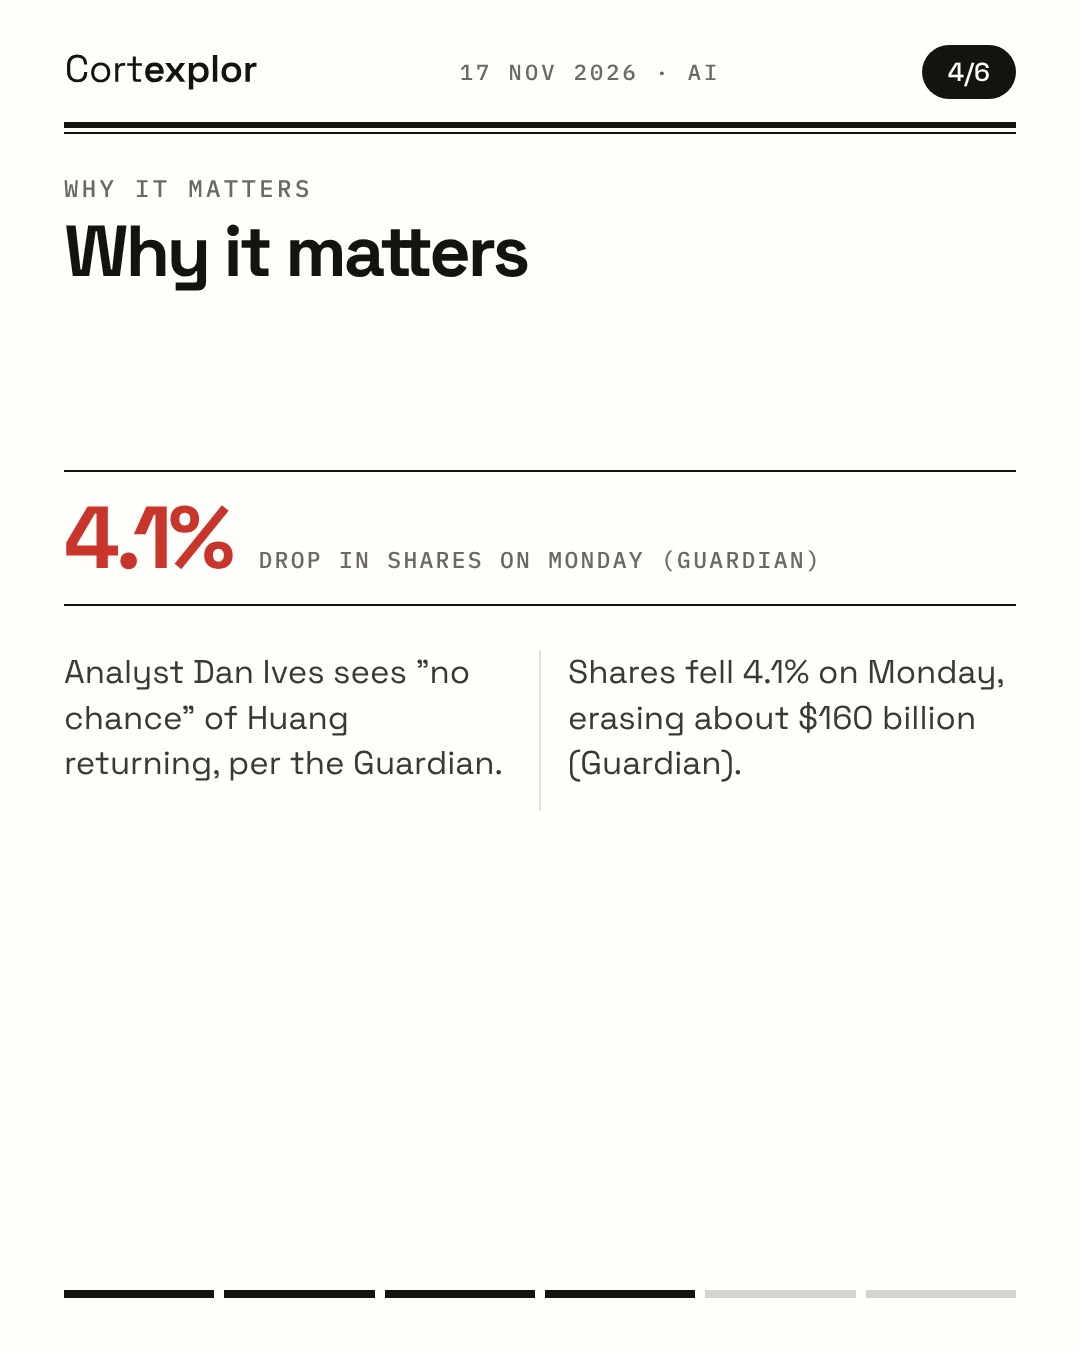 Cortexplor
17 NOV 2026 · AI
4/6
WHY IT MATTERS
Why it matters
4.1% DROP IN SHARES ON MONDAY (GUARDIAN)
Analyst Dan Ives sees ”no
chance” of Huang
returning, per the Guardian.
Shares fell 4.1% on Monday,
erasing about $160 billion
(Guardian).